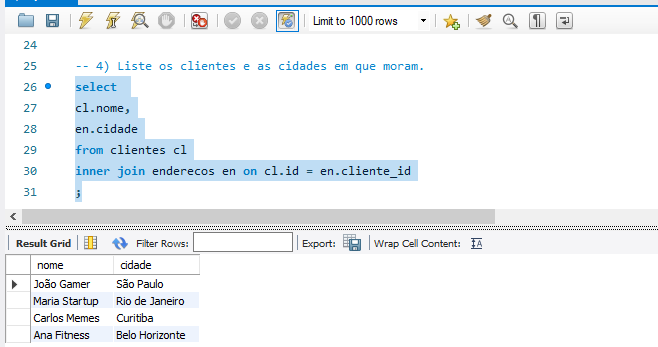 Limit to 1000 rows
24
25 -- 4) Liste os clientes e as cidades em que moram.
26 select
27 cl.nome,
28 en.cidade
29 from clientes cl
30 inner join enderecos en on cl.id = en.cliente_id
31 ;
Result Grid Filter Rows: Export: Wrap Cell Content:
nome cidade
João Gamer São Paulo
Maria Startup Rio de Janeiro
Carlos Memes Curitiba
Ana Fitness Belo Horizonte